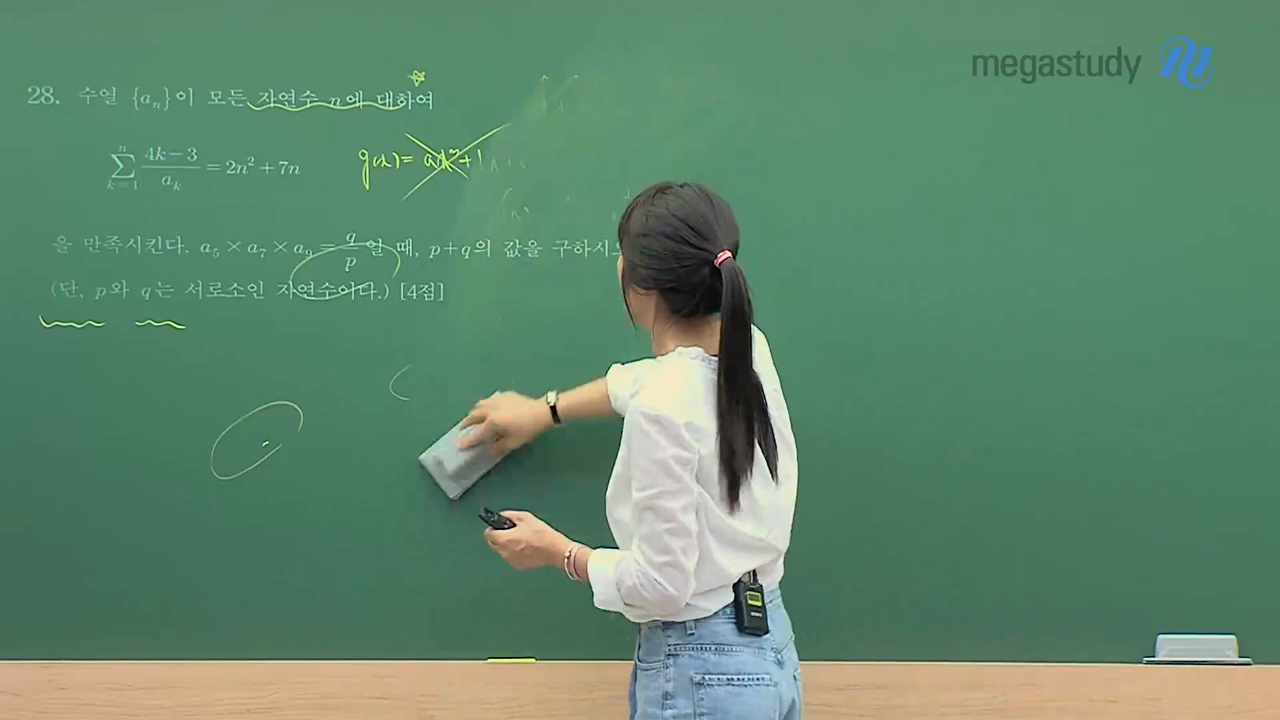 megastudy
28. 수열 {aₙ}이 모든 자연수 n에 대하여
∑ₖ₌₁ⁿ (4k−3)/aₖ = 2n² + 7n
g(x)=
을 만족시킨다. a₅ × a₇ × a₉ = q/p 일 때, p+q의 값을 구하시
(단, p와 q는 서로소인 자연수이다.) [4점]